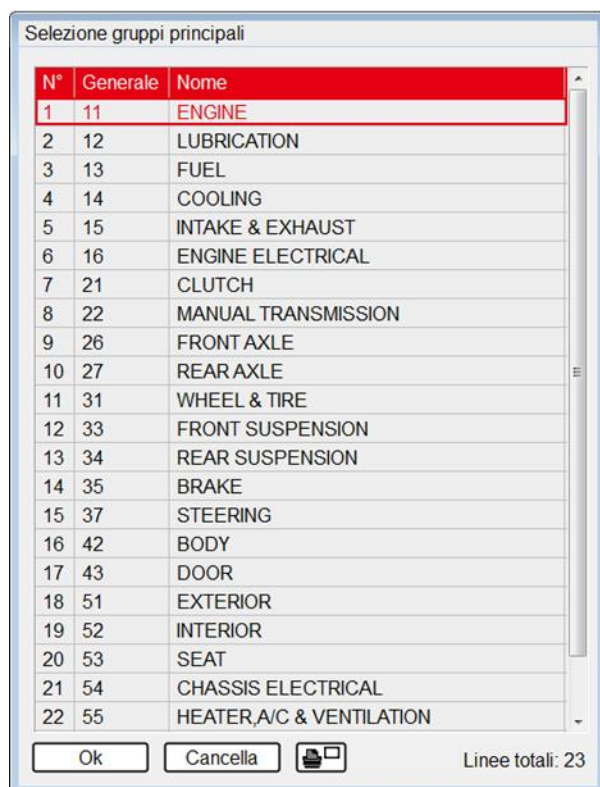 Selezione gruppi principali
N° Generale Nome
1 11 ENGINE
2 12 LUBRICATION
3 13 FUEL
4 14 COOLING
5 15 INTAKE & EXHAUST
6 16 ENGINE ELECTRICAL
7 21 CLUTCH
8 22 MANUAL TRANSMISSION
9 26 FRONT AXLE
10 27 REAR AXLE
11 31 WHEEL & TIRE
12 33 FRONT SUSPENSION
13 34 REAR SUSPENSION
14 35 BRAKE
15 37 STEERING
16 42 BODY
17 43 DOOR
18 51 EXTERIOR
19 52 INTERIOR
20 53 SEAT
21 54 CHASSIS ELECTRICAL
22 55 HEATER,A/C & VENTILATION
Ok Cancella Linee totali: 23